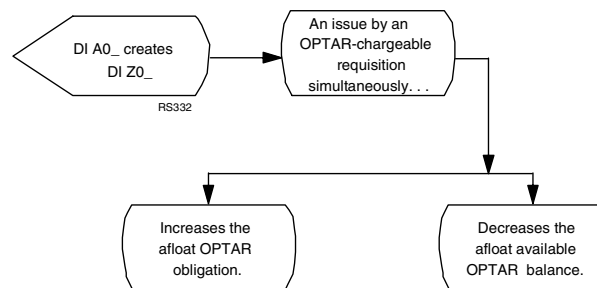 DI A0_ creates
DI Z0_
RS332
An issue by an
OPTAR-chargeable
requisition
simultaneously. . .
Increases the
afloat OPTAR
obligation.
Decreases the
afloat available
OPTAR balance.